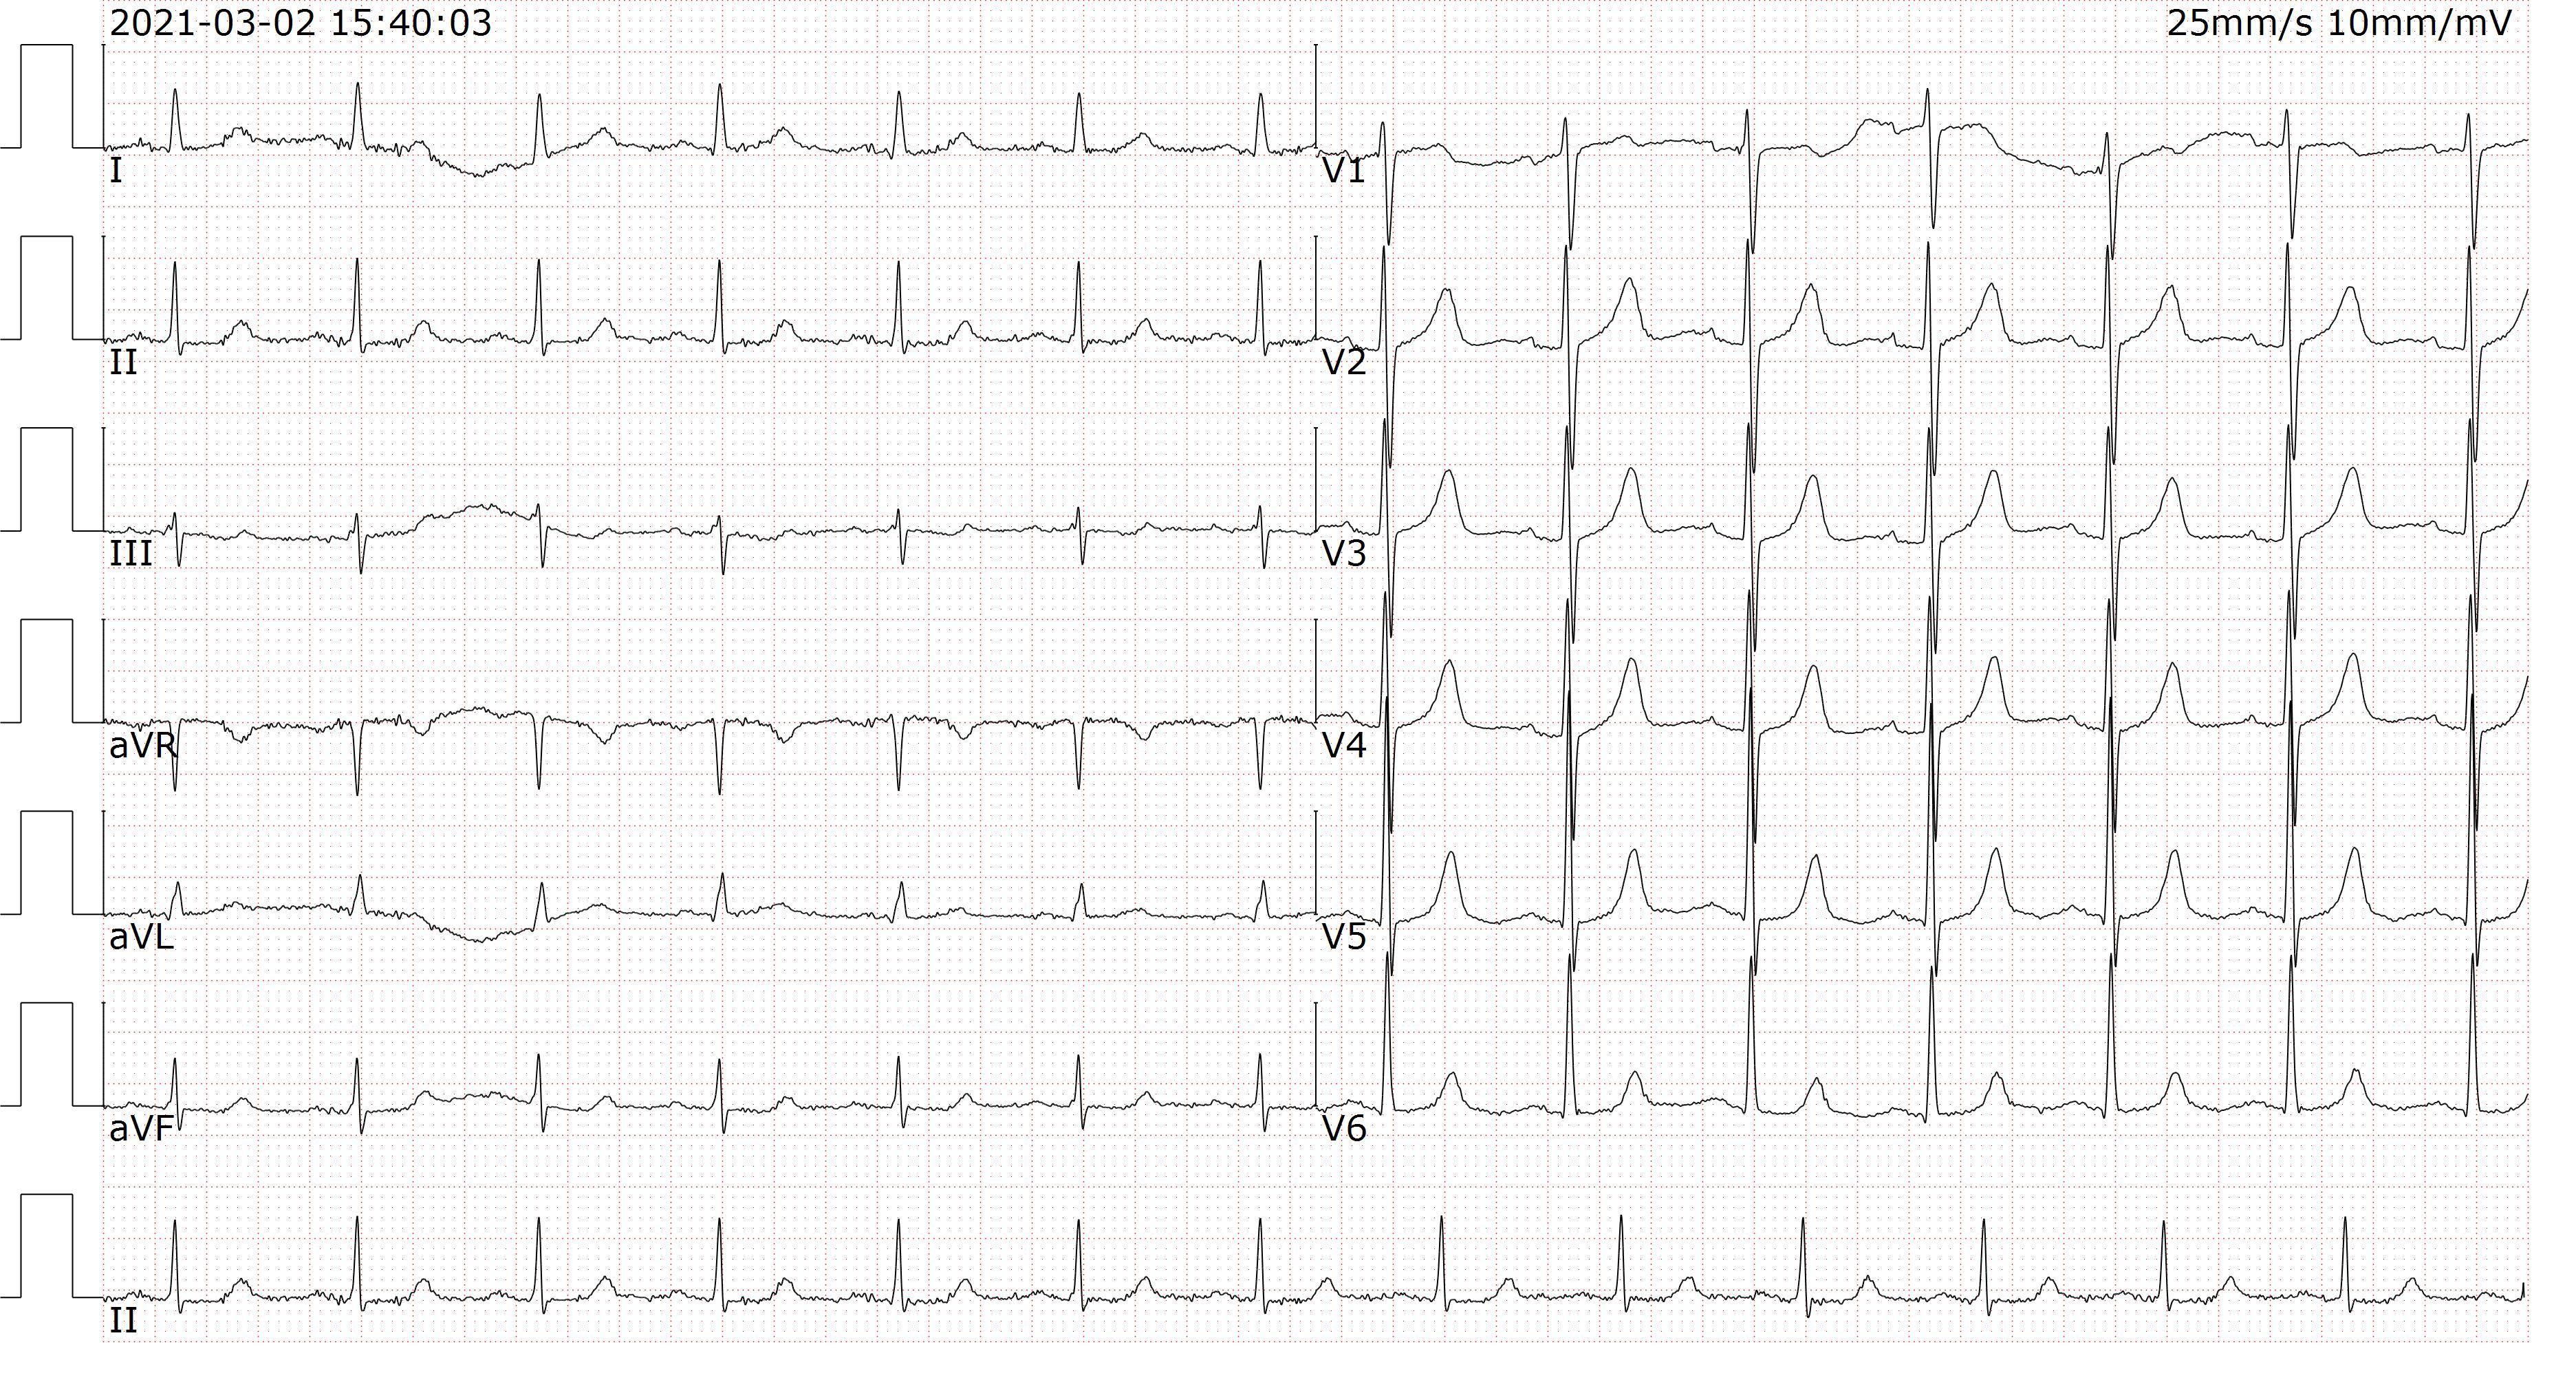 2021-03-02 15:40:03 25mm/s 10mm/mV
I V1
II V2
III V3
aVR V4
aVL V5
aVF V6
II